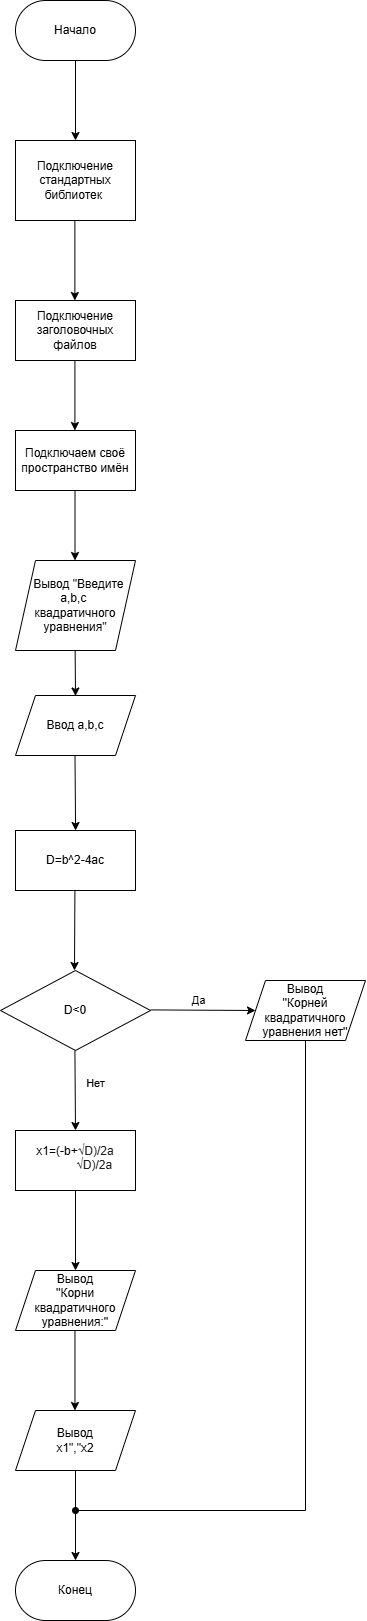 Начало
Подключение
стандартных
библиотек
Подключение
заголовочных
файлов
Подключаем своё
пространство имён
Вывод "Введите
a,b,c
квадратичного
уравнения"
Ввод a,b,c
D=b^2-4ac
D<0
Да
Вывод
"Корней
квадратичного
уравнения нет"
Нет
x1=(-b+√D)/2a
√D)/2a
Вывод
"Корни
квадратичного
уравнения:"
Вывод
x1","x2
Конец